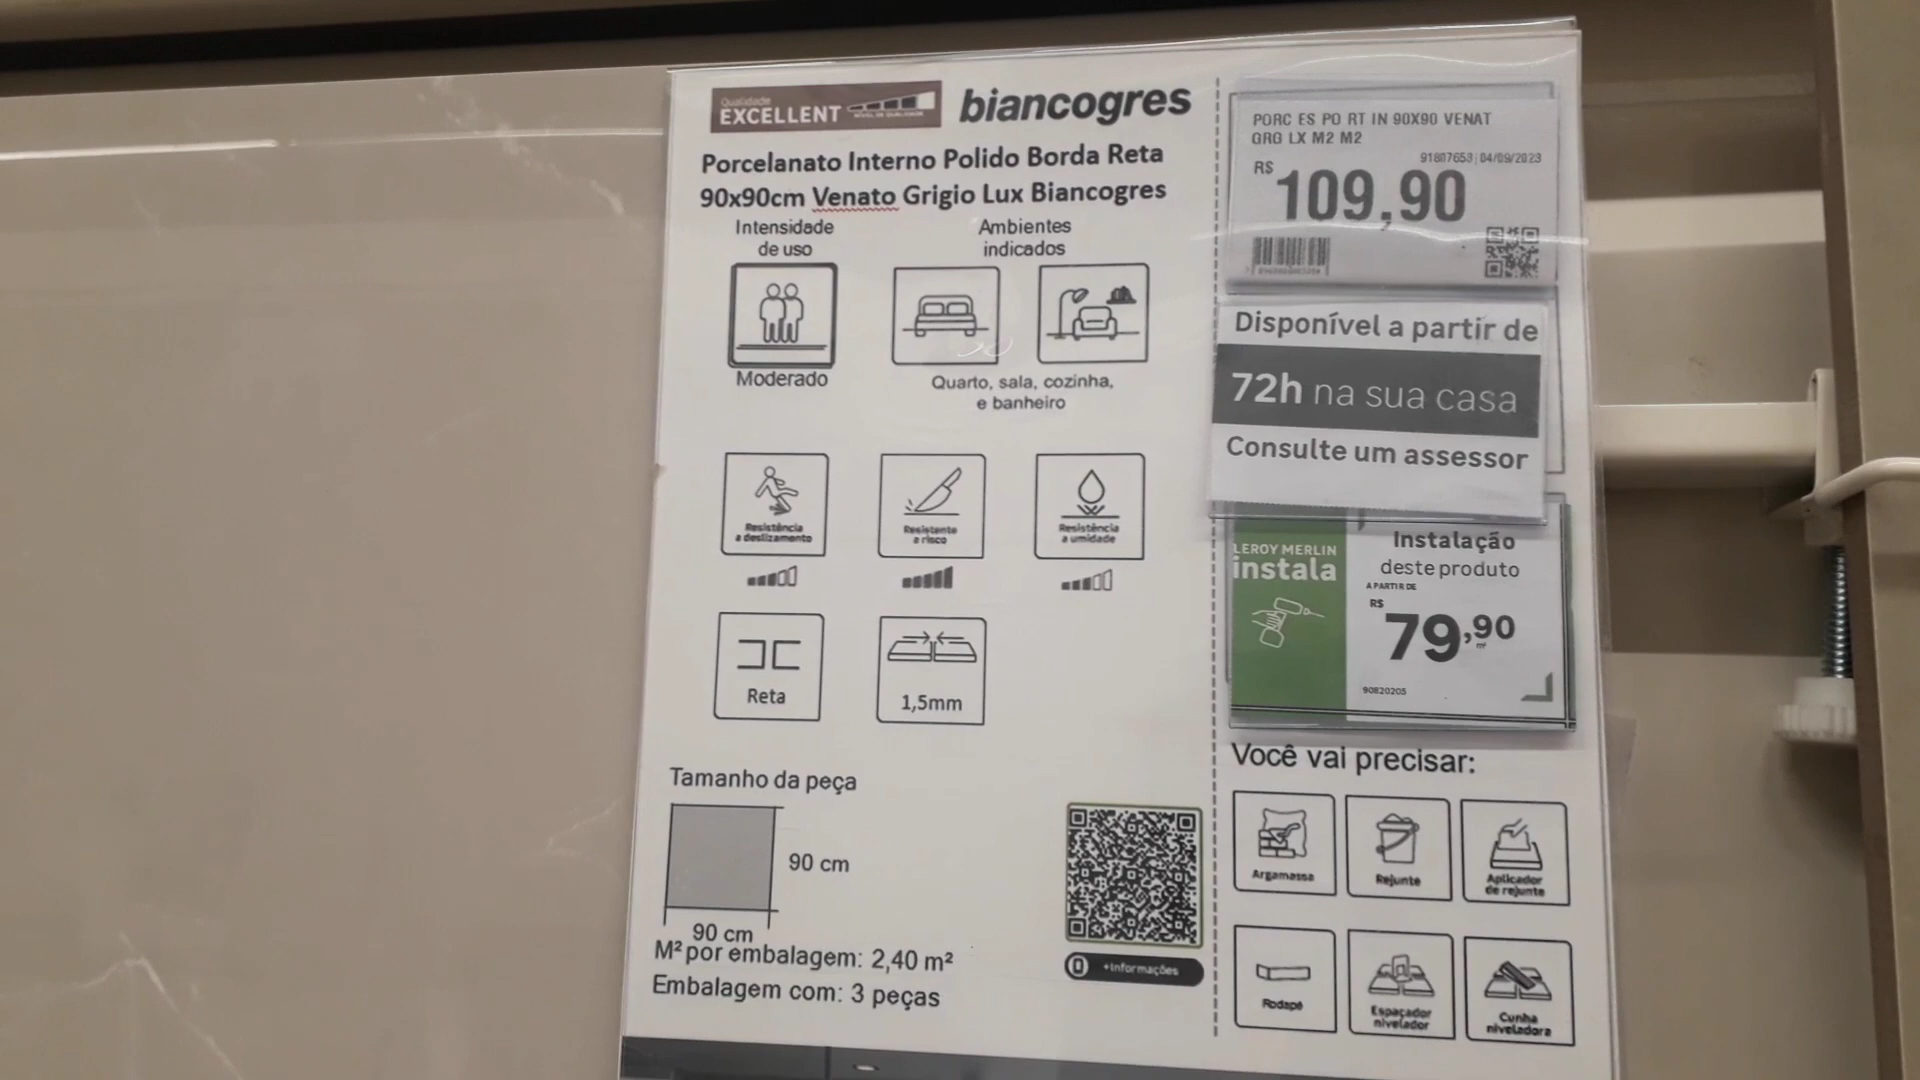 Qualidade
EXCELLENT
NÍVEL DE QUALIDADE
biancogres
Porcelanato Interno Polido Borda Reta
90x90cm Venato Grigio Lux Biancogres
Intensidade
de uso
Moderado
Ambientes
indicados
Quarto, sala, cozinha,
e banheiro
Resistência
a deslizamento
Resistente
a risco
Resistência
a umidade
Reta
1,5mm
Tamanho da peça
90 cm
90 cm
M² por embalagem: 2,40 m²
Embalagem com: 3 peças
+Informações
PORC ES PO RT IN 90X90 VENAT
GRG LX M2 M2
91807653 | 04/09/2023
R$
109,90
Disponível a partir de
72h na sua casa
Consulte um assessor
LEROY MERLIN
instala
Instalação
deste produto
A PARTIR DE
R$
79,90
m²
90820205
Você vai precisar:
Argamassa
Rejunte
Aplicador
de rejunte
Rodapé
Espaçador
nivelador
Cunha
niveladora